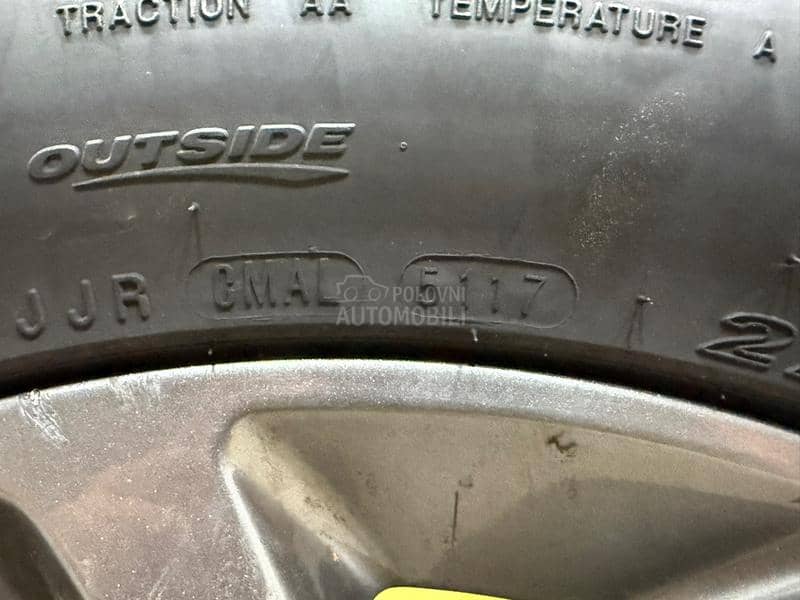 TRACTION AA TEMPERATURE A
OUTSIDE
JJR CMAL 5117
POLOVNI
AUTOMOBILI